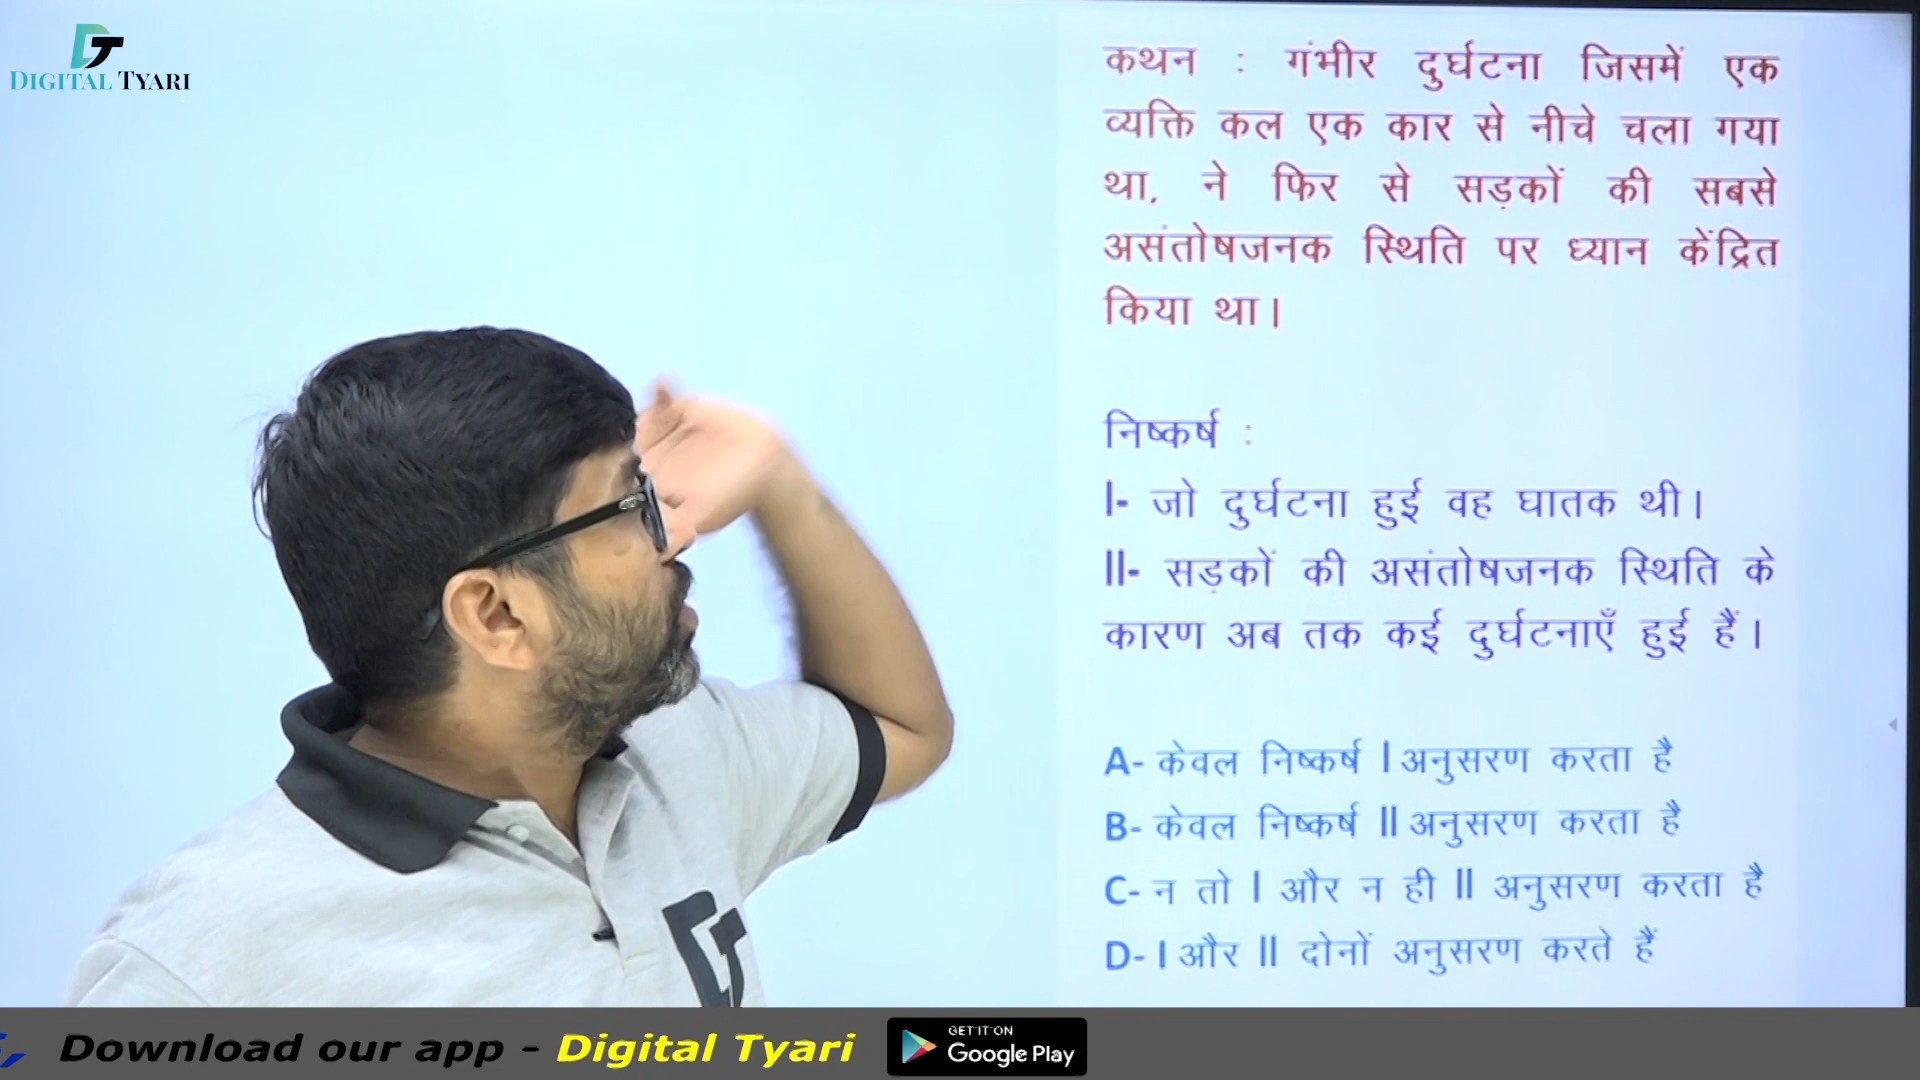 DIGITAL TYARI
कथन : गंभीर दुर्घटना जिसमें एक
व्यक्ति कल एक कार से नीचे चला गया
था, ने फिर से सड़कों की सबसे
असंतोषजनक स्थिति पर ध्यान केंद्रित
किया था।
निष्कर्ष :
I- जो दुर्घटना हुई वह घातक थी।
II- सड़कों की असंतोषजनक स्थिति के
कारण अब तक कई दुर्घटनाएँ हुई हैं।
A- केवल निष्कर्ष I अनुसरण करता है
B- केवल निष्कर्ष II अनुसरण करता है
C- न तो I और न ही II अनुसरण करता है
D- I और II दोनों अनुसरण करते हैं
Download our app - Digital Tyari
GET IT ON
Google Play